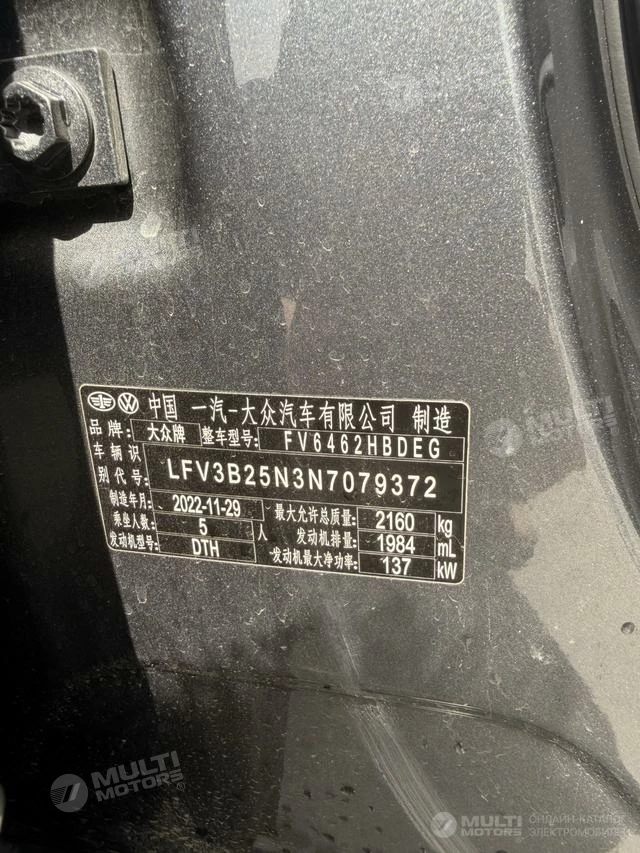 中国 一汽-大众汽车有限公司 制造
品牌: 大众牌 整车型号: FV6462HBDEG
车辆识
别代号: LFV3B25N3N7079372
制造年月: 2022-11-29 最大允许总质量: 2160 kg
乘坐人数: 5 人 发动机排量: 1984 mL
发动机型号: DTH 发动机最大净功率: 137 kW
MULTI MOTORS®
MULTI MOTORS ОНЛАЙН-КАТАЛОГ ЭЛЕКТРОМОБИЛЕЙ